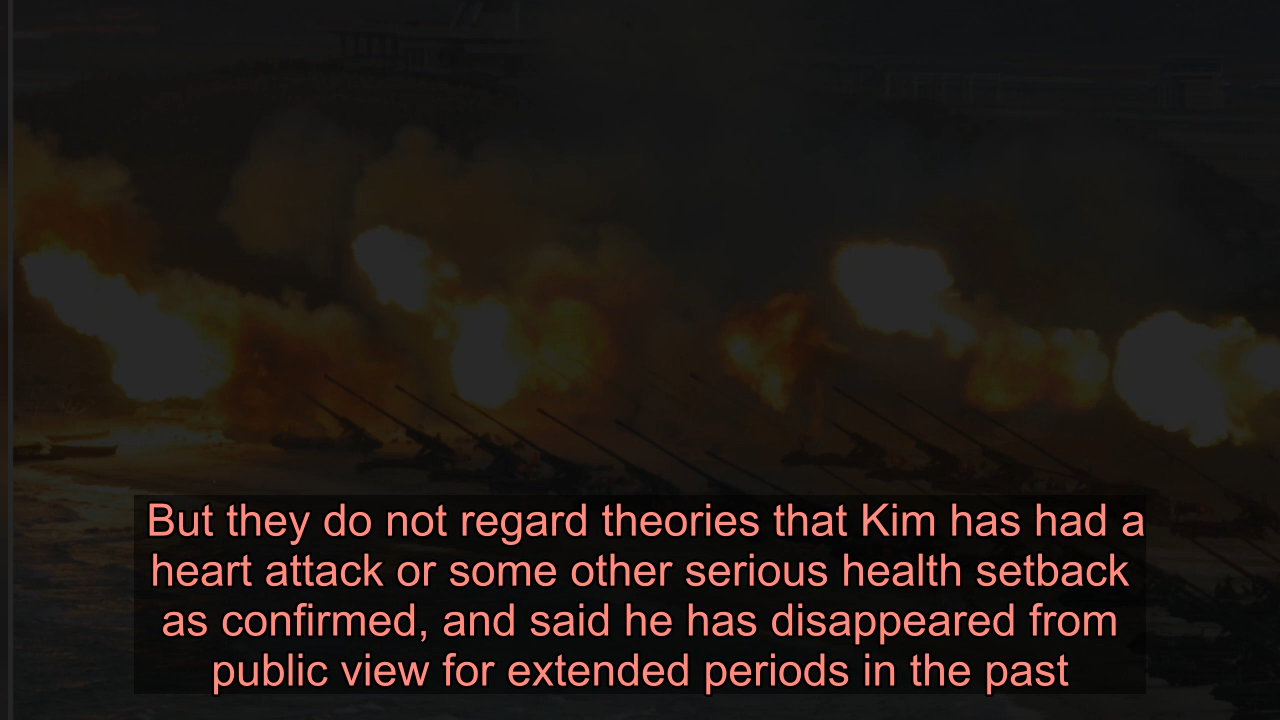 But they do not regard theories that Kim has had a
heart attack or some other serious health setback
as confirmed, and said he has disappeared from
public view for extended periods in the past